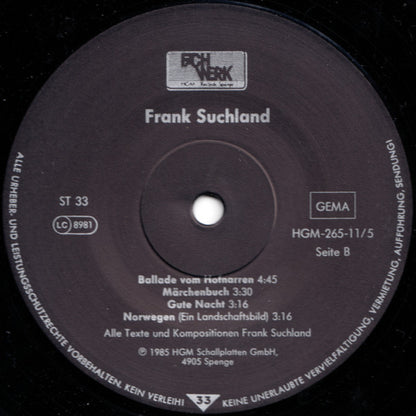 FACH
WERK
HGM Records Spenge
Frank Suchland
ST 33
LC 8981
GEMA
HGM-265-11/5
Seite B
Ballade vom Hofnarren 4:45
Märchenbuch 3:30
Gute Nacht 3:16
Norwegen (Ein Landschaftsbild) 3:16
Alle Texte und Kompositionen Frank Suchland
℗ 1985 HGM Schallplatten GmbH,
4905 Spenge
ALLE URHEBER- UND LEISTUNGSSCHUTZRECHTE VORBEHALTEN. KEIN VERLEIH!
33
KEINE UNERLAUBTE VERVIELFÄLTIGUNG, VERMIETUNG, AUFFÜHRUNG, SENDUNG!